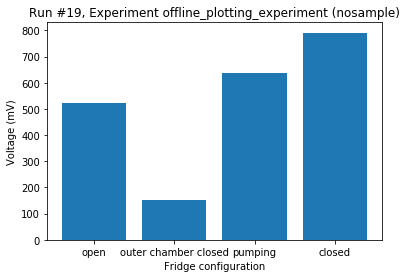 Run #19, Experiment offline_plotting_experiment (nosample)
800
700
600
500
400
300
200
100
0
Voltage (mV)
open outer chamber closed pumping closed
Fridge configuration